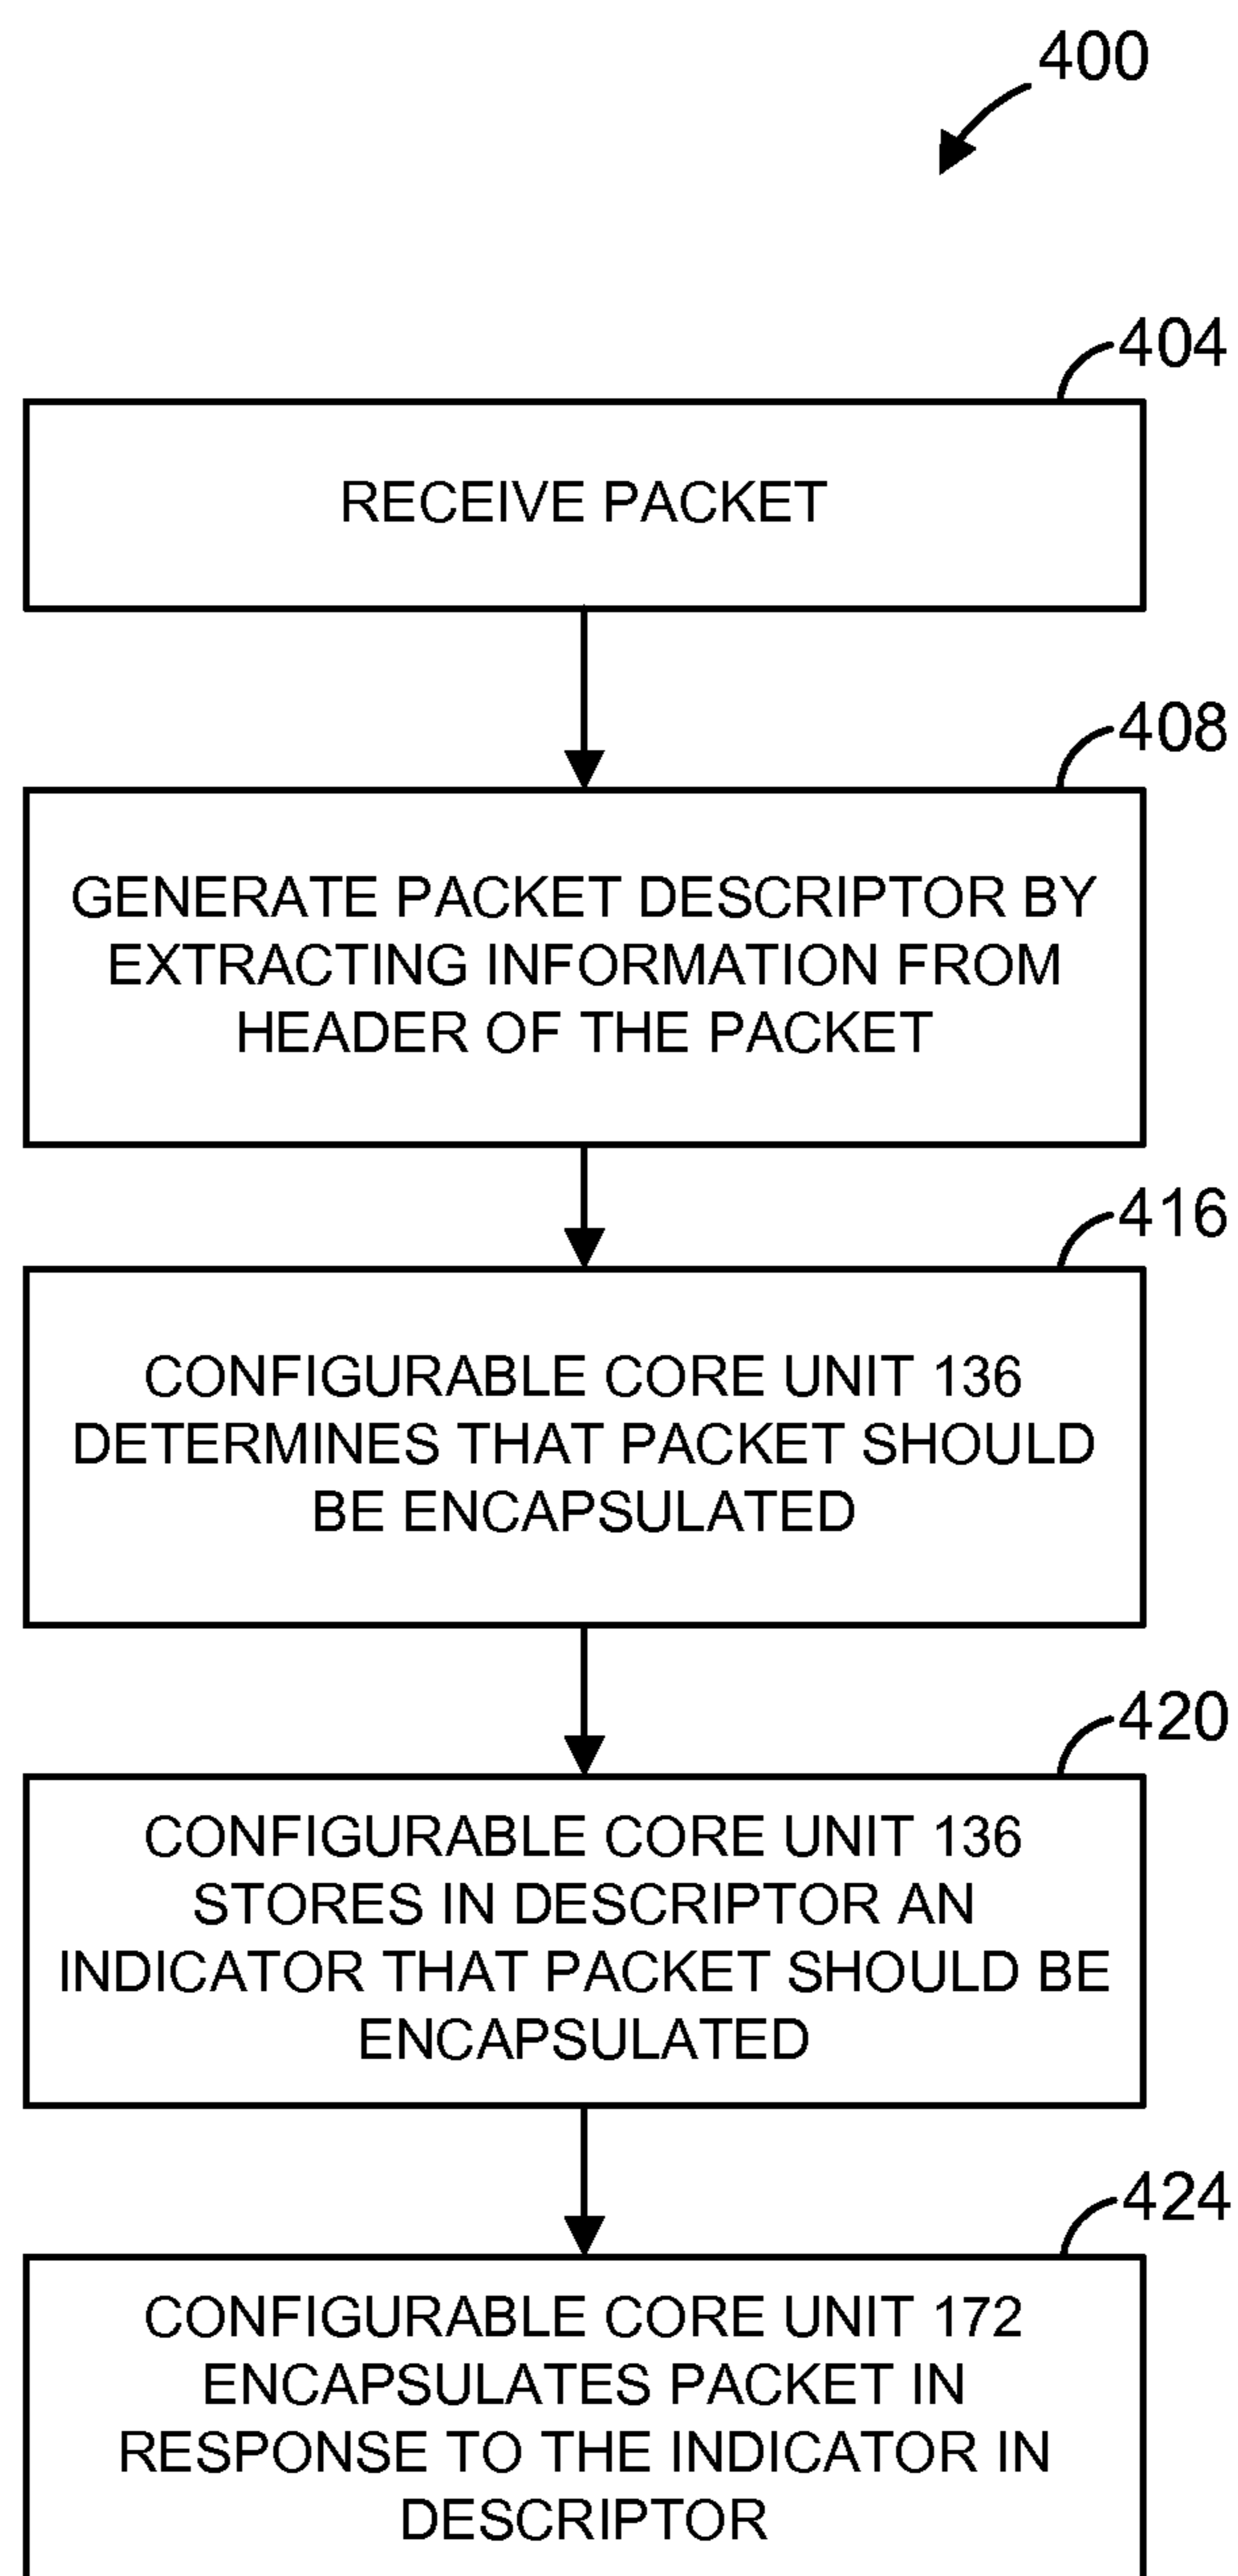 400
404
RECEIVE PACKET
408
GENERATE PACKET DESCRIPTOR BY
EXTRACTING INFORMATION FROM
HEADER OF THE PACKET
416
CONFIGURABLE CORE UNIT 136
DETERMINES THAT PACKET SHOULD
BE ENCAPSULATED
420
CONFIGURABLE CORE UNIT 136
STORES IN DESCRIPTOR AN
INDICATOR THAT PACKET SHOULD BE
ENCAPSULATED
424
CONFIGURABLE CORE UNIT 172
ENCAPSULATES PACKET IN
RESPONSE TO THE INDICATOR IN
DESCRIPTOR